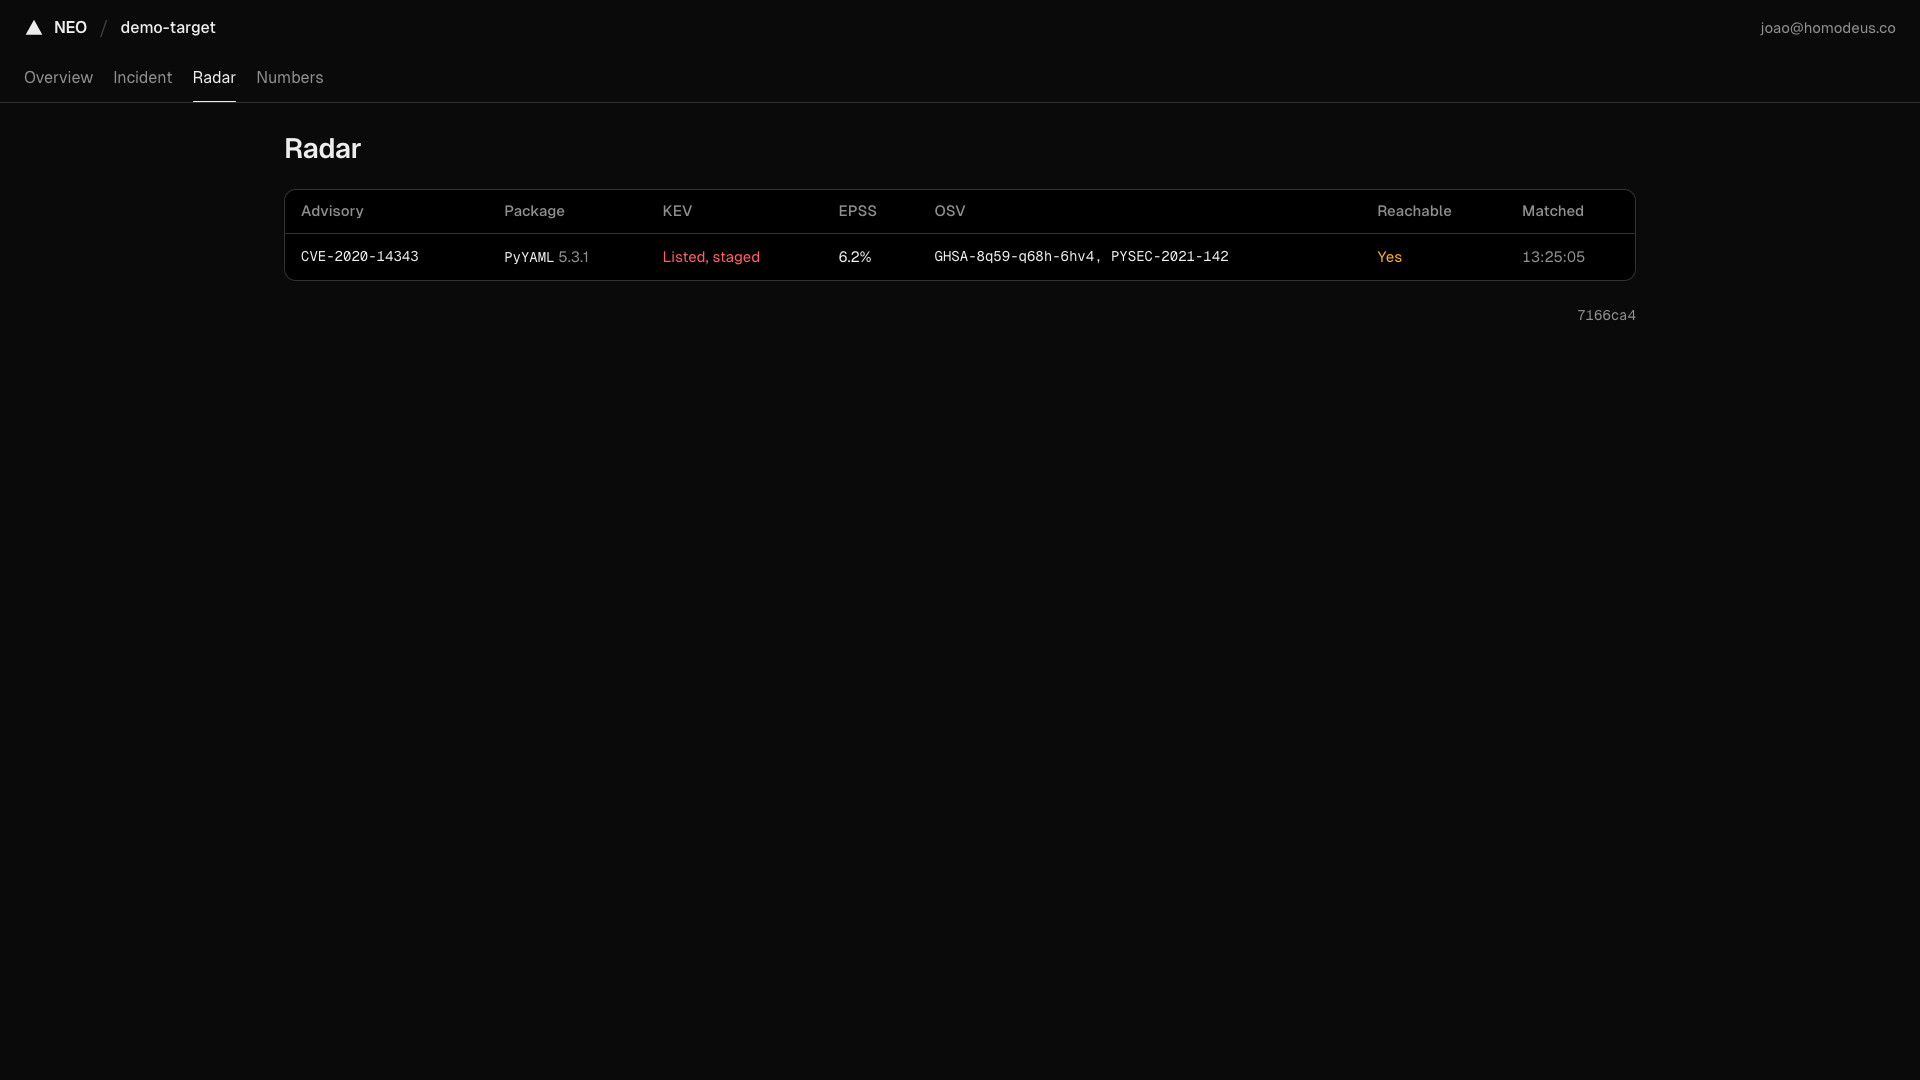 NEO / demo-target
joao@homodeus.co
Overview Incident Radar Numbers
Radar
Advisory Package KEV EPSS OSV Reachable Matched
CVE-2020-14343 PyYAML 5.3.1 Listed, staged 6.2% GHSA-8q59-q68h-6hv4, PYSEC-2021-142 Yes 13:25:05
7166ca4